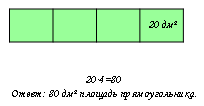 20 дм²
20·4=80
Ответ: 80 дм² площадь прямоугольника.